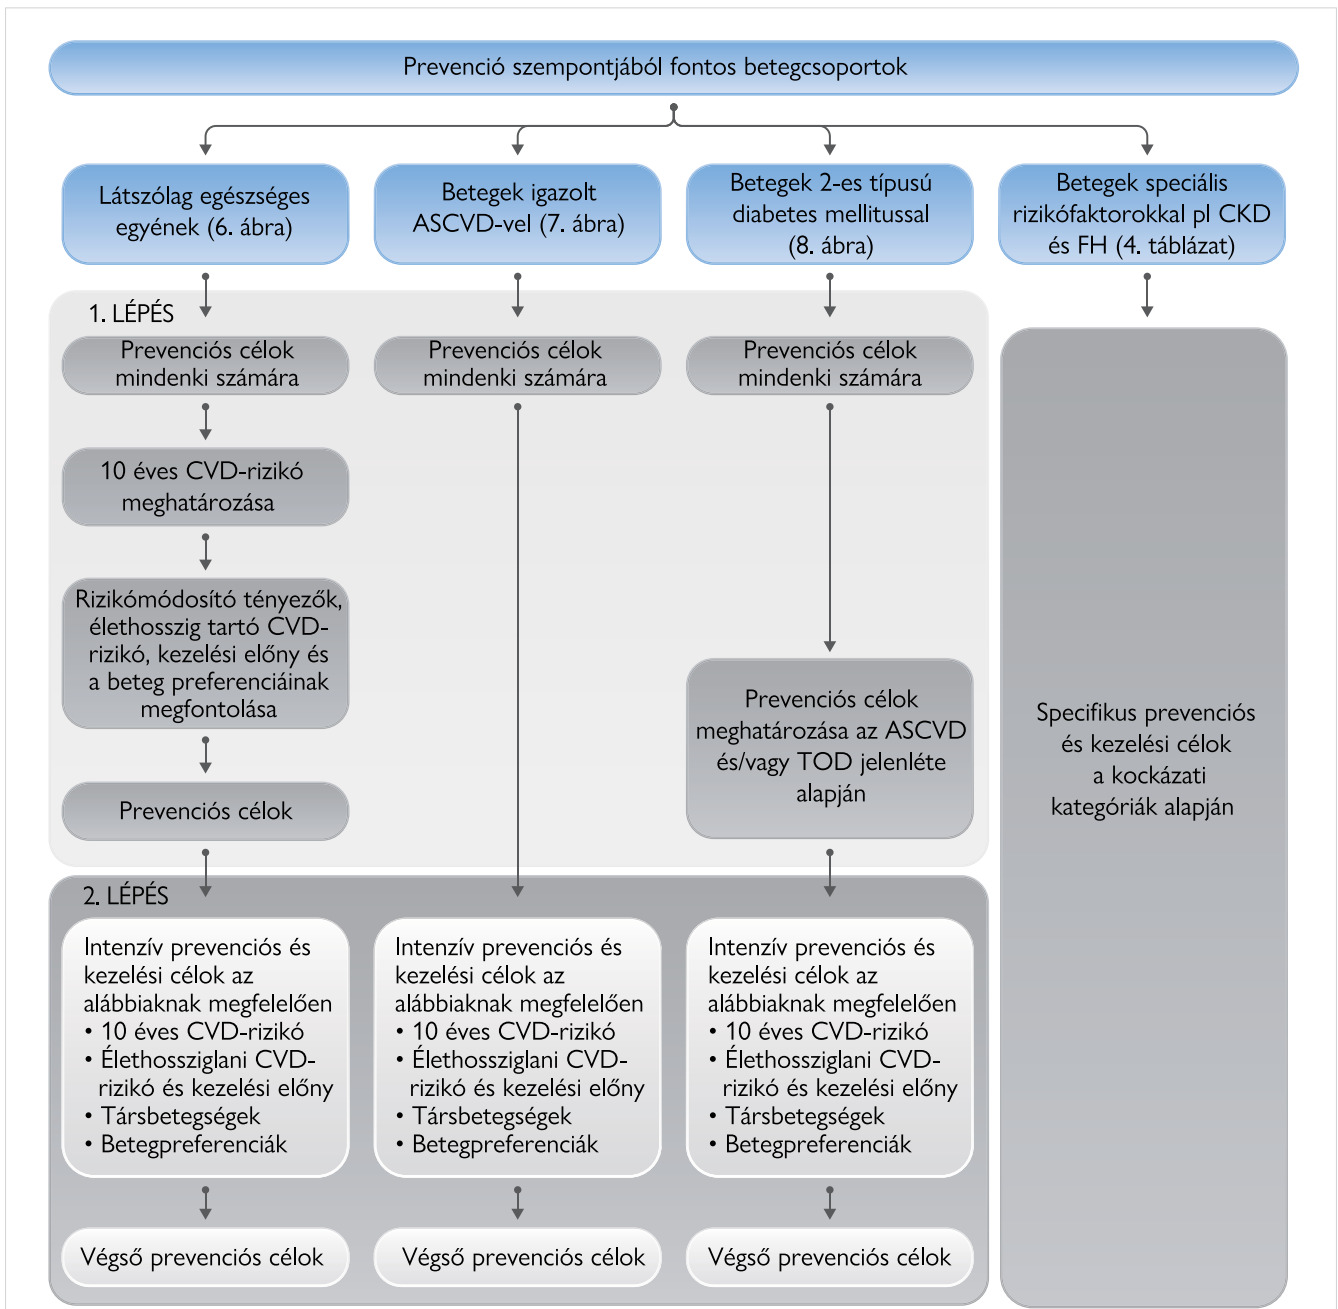 Prevenció szempontjából fontos betegcsoportok
Látszólag egészséges
egyének (6. ábra)
Betegek igazolt
ASCVD-vel (7. ábra)
Betegek 2-es típusú
diabetes mellitussal
(8. ábra)
Betegek speciális
rizikófaktorokkal pl CKD
és FH (4. táblázat)
1. LÉPÉS
Prevenciós célok
mindenki számára
Prevenciós célok
mindenki számára
Prevenciós célok
mindenki számára
10 éves CVD-rizikó
meghatározása
Rizikómódosító tényezők,
élethosszig tartó CVD-
rizikó, kezelési előny és
a beteg preferenciáinak
megfontolása
Prevenciós célok
Prevenciós célok
meghatározása az ASCVD
és/vagy TOD jelenléte
alapján
Specifikus prevenciós
és kezelési célok
a kockázati
kategóriák alapján
2. LÉPÉS
Intenzív prevenciós és
kezelési célok az
alábbiaknak megfelelően
• 10 éves CVD-rizikó
• Élethossziglani CVD-
rizikó és kezelési előny
• Társbetegségek
• Betegpreferenciák
Intenzív prevenciós és
kezelési célok az
alábbiaknak megfelelően
• 10 éves CVD-rizikó
• Élethossziglani CVD-
rizikó és kezelési előny
• Társbetegségek
• Betegpreferenciák
Intenzív prevenciós és
kezelési célok az
alábbiaknak megfelelően
• 10 éves CVD-rizikó
• Élethossziglani CVD-
rizikó és kezelési előny
• Társbetegségek
• Betegpreferenciák
Végső prevenciós célok
Végső prevenciós célok
Végső prevenciós célok